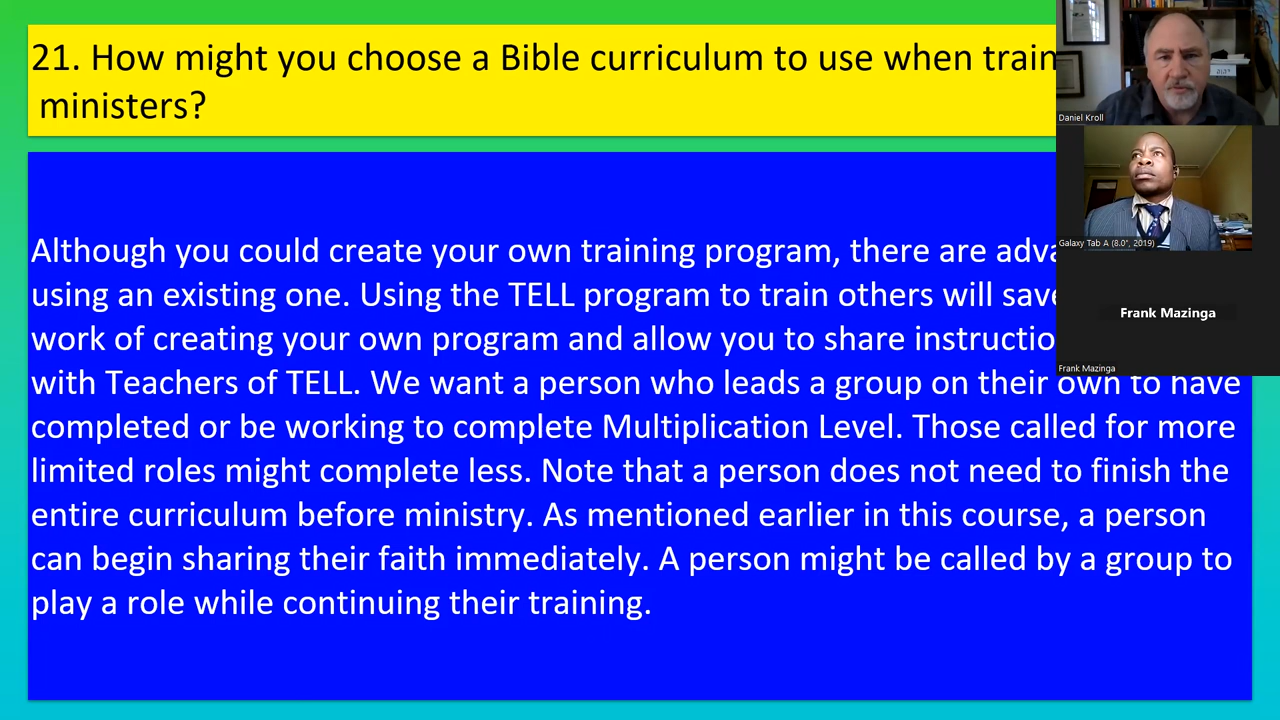 21. How might you choose a Bible curriculum to use when train
ministers?
Although you could create your own training program, there are adva
using an existing one. Using the TELL program to train others will save
work of creating your own program and allow you to share instructio
with Teachers of TELL. We want a person who leads a group on their own to have
completed or be working to complete Multiplication Level. Those called for more
limited roles might complete less. Note that a person does not need to finish the
entire curriculum before ministry. As mentioned earlier in this course, a person
can begin sharing their faith immediately. A person might be called by a group to
play a role while continuing their training.
Daniel Kroll
Galaxy Tab A (8.0", 2019)
Frank Mazinga
Frank Mazinga